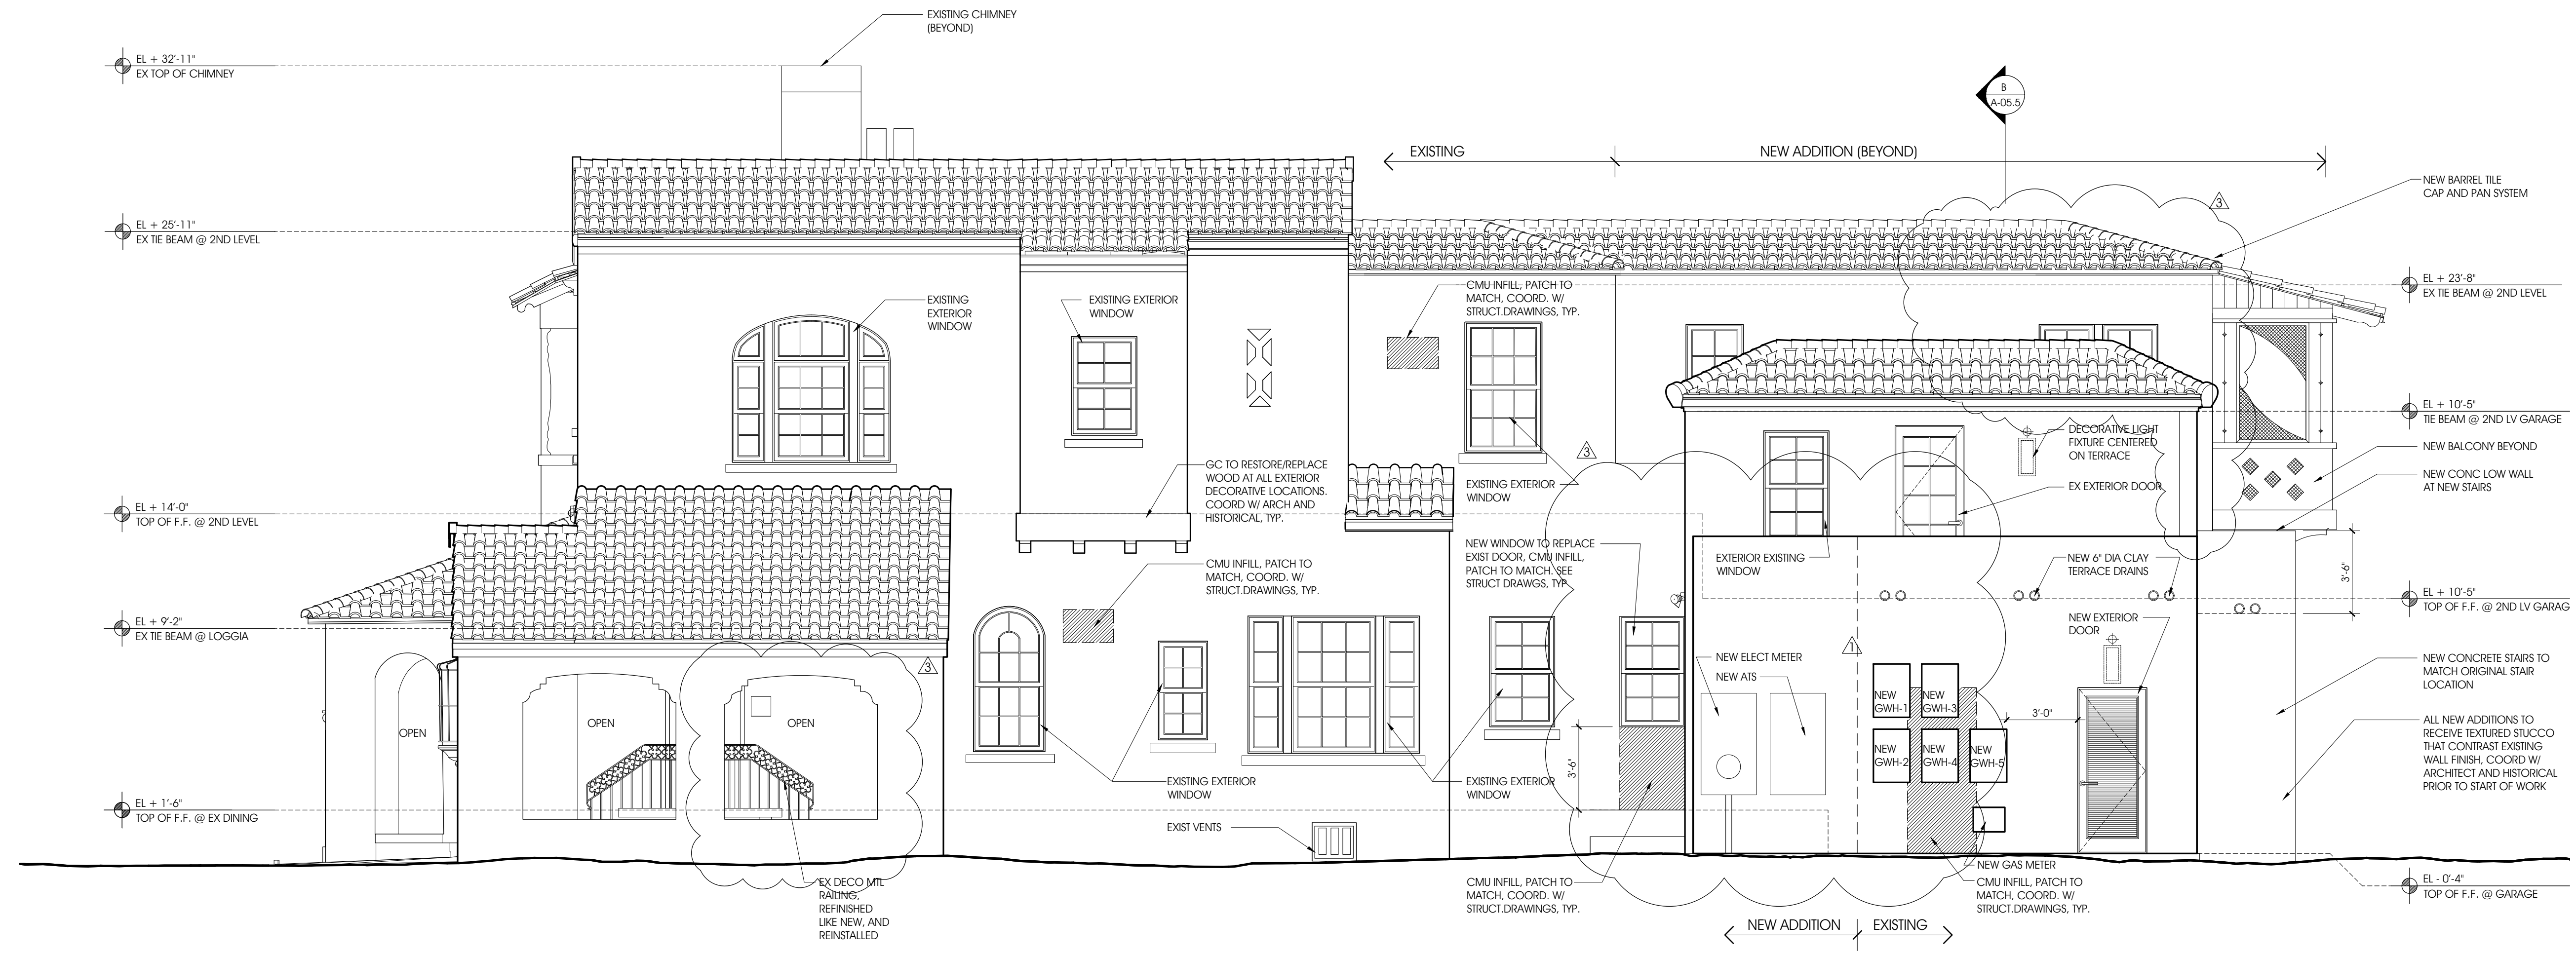 EXISTING CHIMNEY
(BEYOND)
EL + 32'-11"
EX TOP OF CHIMNEY
B
A-05.5
EXISTING
NEW ADDITION (BEYOND)
NEW BARREL TILE
CAP AND PAN SYSTEM
3
EL + 25'-11"
EX TIE BEAM @ 2ND LEVEL
EL + 23'-8"
EX TIE BEAM @ 2ND LEVEL
EXISTING
EXTERIOR
WINDOW
EXISTING EXTERIOR
WINDOW
CMU INFILL, PATCH TO
MATCH, COORD. W/
STRUCT.DRAWINGS, TYP.
EL + 10'-5"
TIE BEAM @ 2ND LV GARAGE
DECORATIVE LIGHT
FIXTURE CENTERED
ON TERRACE
NEW BALCONY BEYOND
3
GC TO RESTORE/REPLACE
WOOD AT ALL EXTERIOR
DECORATIVE LOCATIONS.
COORD W/ ARCH AND
HISTORICAL, TYP.
EXISTING EXTERIOR
WINDOW
EX EXTERIOR DOOR
NEW CONC LOW WALL
AT NEW STAIRS
EL + 14'-0"
TOP OF F.F. @ 2ND LEVEL
NEW WINDOW TO REPLACE
EXIST DOOR, CMU INFILL,
PATCH TO MATCH. SEE
STRUCT DRAWGS, TYP.
EXTERIOR EXISTING
WINDOW
NEW 6" DIA CLAY
TERRACE DRAINS
3'-6"
CMU INFILL, PATCH TO
MATCH, COORD. W/
STRUCT.DRAWINGS, TYP.
EL + 10'-5"
TOP OF F.F. @ 2ND LV GARAG
EL + 9'-2"
EX TIE BEAM @ LOGGIA
NEW EXTERIOR
DOOR
1
3
NEW ELECT METER
NEW ATS
NEW CONCRETE STAIRS TO
MATCH ORIGINAL STAIR
LOCATION
NEW
GWH-1
NEW
GWH-3
3'-0"
OPEN
OPEN
OPEN
NEW
GWH-2
NEW
GWH-4
NEW
GWH-5
ALL NEW ADDITIONS TO
RECEIVE TEXTURED STUCCO
THAT CONTRAST EXISTING
WALL FINISH, COORD W/
ARCHITECT AND HISTORICAL
PRIOR TO START OF WORK
3'-6"
EXISTING EXTERIOR
WINDOW
EXISTING EXTERIOR
WINDOW
EL + 1'-6"
TOP OF F.F. @ EX DINING
EXIST VENTS
NEW GAS METER
EX DECO MTL
RAILING,
REFINISHED
LIKE NEW, AND
REINSTALLED
CMU INFILL, PATCH TO
MATCH, COORD. W/
STRUCT.DRAWINGS, TYP.
CMU INFILL, PATCH TO
MATCH, COORD. W/
STRUCT.DRAWINGS, TYP.
EL - 0'-4"
TOP OF F.F. @ GARAGE
NEW ADDITION
EXISTING